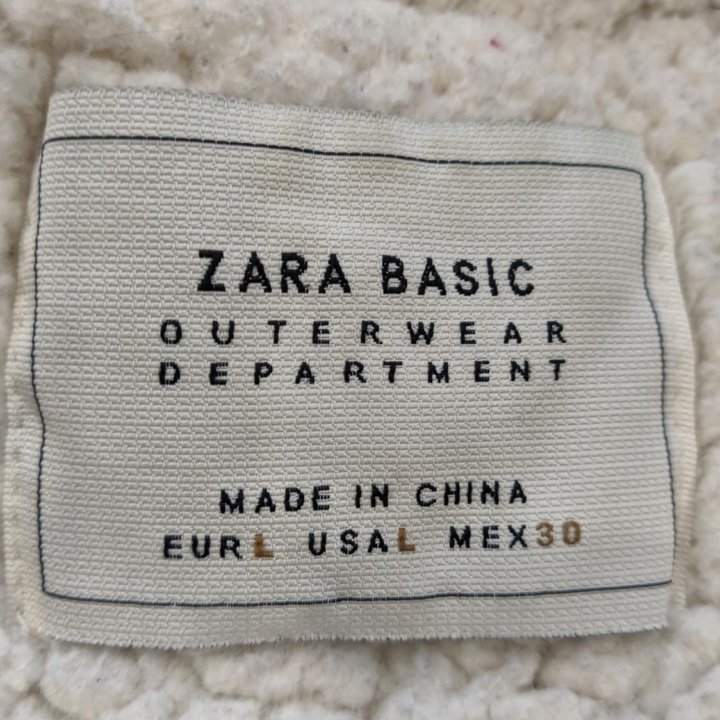 ZARA BASIC
OUTERWEAR
DEPARTMENT
MADE IN CHINA
EURL USAL MEX30